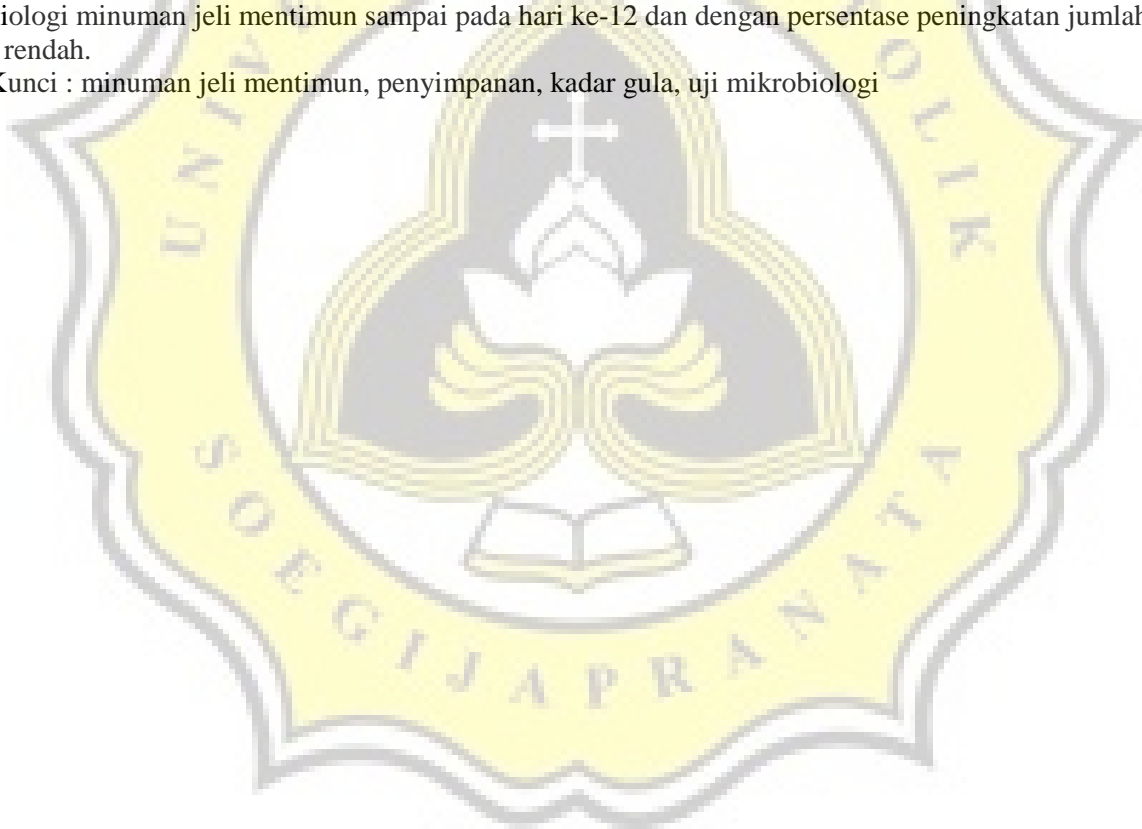 iologi minuman jeli mentimun sampai pada hari ke-12 dan dengan persentase peningkatan jumlah
rendah.
Kunci : minuman jeli mentimun, penyimpanan, kadar gula, uji mikrobiologi
SOEGIJAPRANATA